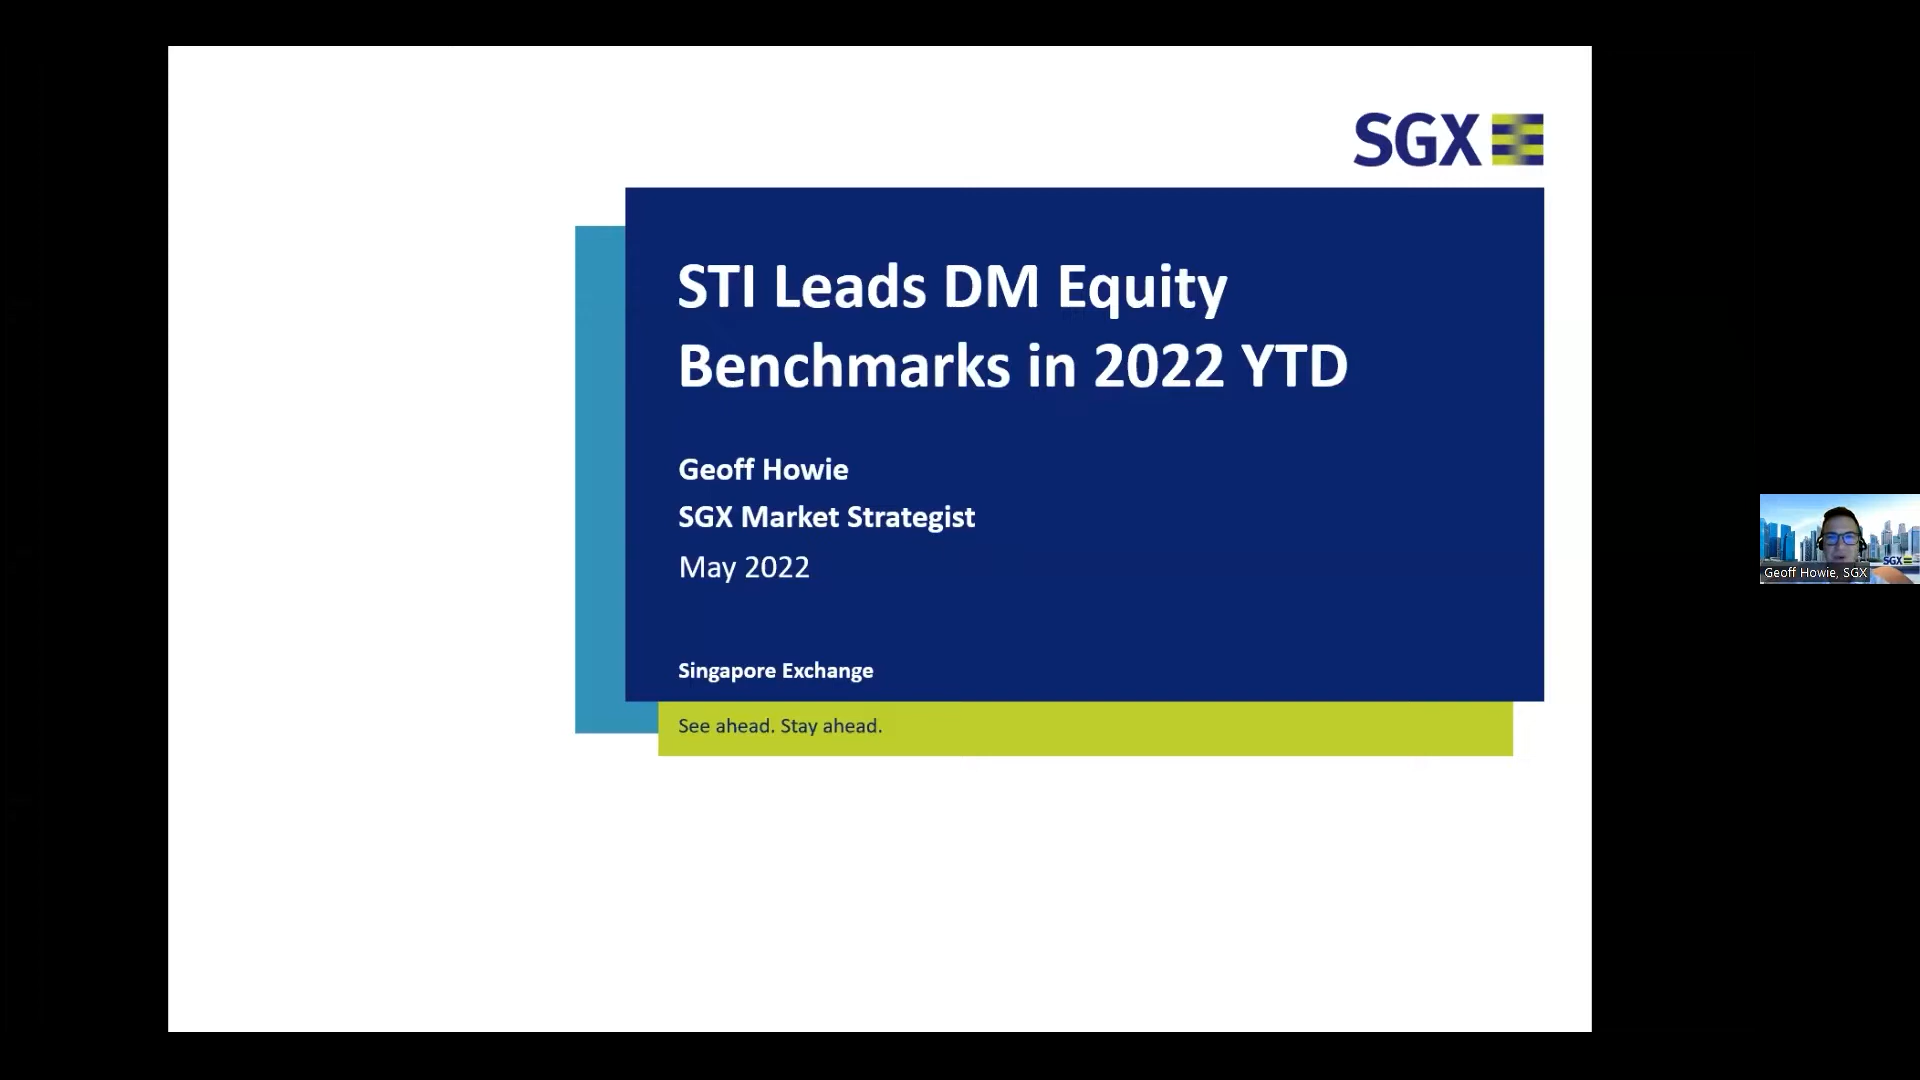 SGX
STI Leads DM Equity
Benchmarks in 2022 YTD
Geoff Howie
SGX Market Strategist
May 2022
Singapore Exchange
See ahead. Stay ahead.
SGX
Geoff Howie, SGX